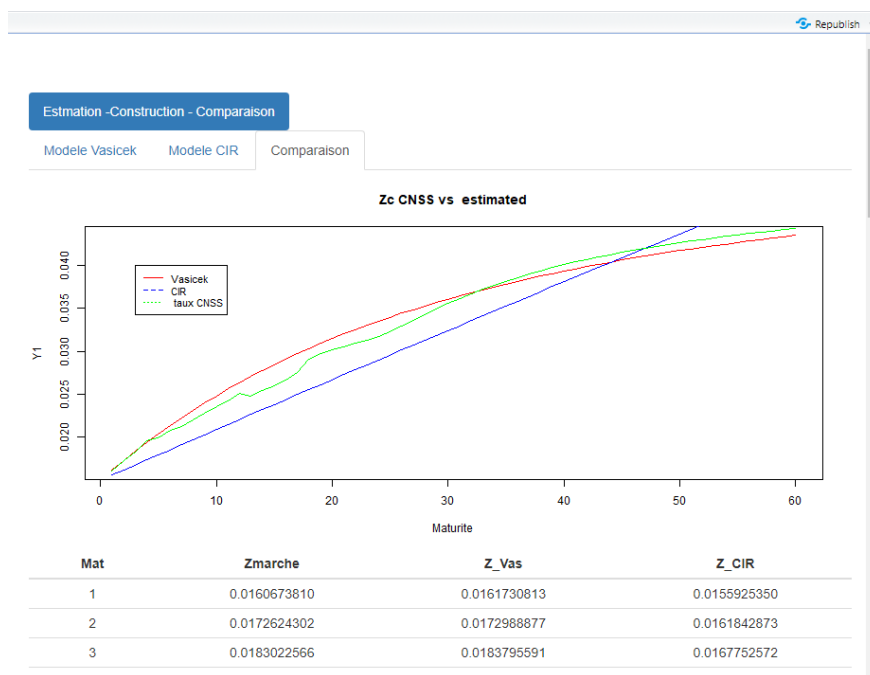 Republish
Estmation -Construction - Comparaison
Modele Vasicek Modele CIR Comparaison
Zc CNSS vs estimated
Vasicek
CIR
taux CNSS
Y1
0.040
0.035
0.030
0.025
0.020
0 10 20 30 40 50 60
Maturite
Mat Zmarche Z_Vas Z_CIR
1 0.0160673810 0.0161730813 0.0155925350
2 0.0172624302 0.0172988877 0.0161842873
3 0.0183022566 0.0183795591 0.0167752572